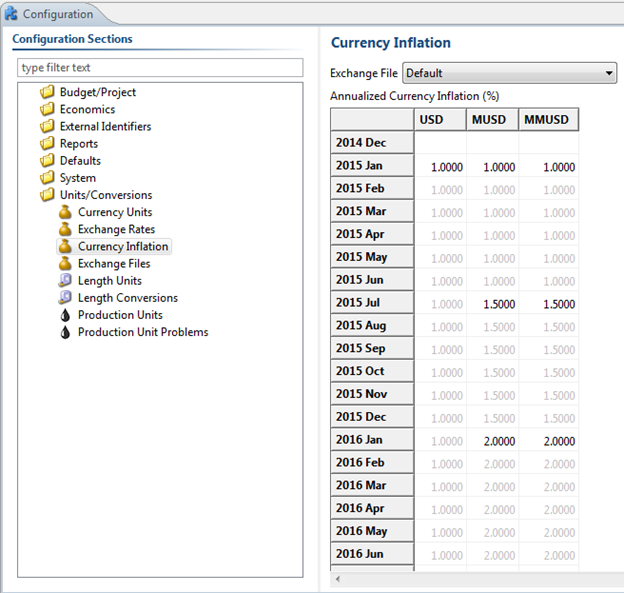 Configuration
Configuration Sections
type filter text
Budget/Project
Economics
External Identifiers
Reports
Defaults
System
Units/Conversions
Currency Units
Exchange Rates
Currency Inflation
Exchange Files
Length Units
Length Conversions
Production Units
Production Unit Problems
Currency Inflation
Exchange File Default
Annualized Currency Inflation (%)
USD MUSD MMUSD
2014 Dec
2015 Jan 1.0000 1.0000 1.0000
2015 Feb 1.0000 1.0000 1.0000
2015 Mar 1.0000 1.0000 1.0000
2015 Apr 1.0000 1.0000 1.0000
2015 May 1.0000 1.0000 1.0000
2015 Jun 1.0000 1.0000 1.0000
2015 Jul 1.0000 1.5000 1.5000
2015 Aug 1.0000 1.5000 1.5000
2015 Sep 1.0000 1.5000 1.5000
2015 Oct 1.0000 1.5000 1.5000
2015 Nov 1.0000 1.5000 1.5000
2015 Dec 1.0000 1.5000 1.5000
2016 Jan 1.0000 2.0000 2.0000
2016 Feb 1.0000 2.0000 2.0000
2016 Mar 1.0000 2.0000 2.0000
2016 Apr 1.0000 2.0000 2.0000
2016 May 1.0000 2.0000 2.0000
2016 Jun 1.0000 2.0000 2.0000